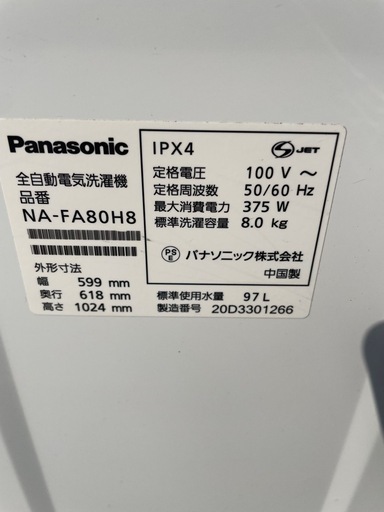 Panasonic
全自動電気洗濯機
品番
NA-FA80H8
外形寸法
幅 599 mm
奥行 618 mm
高さ 1024 mm
IPX4
S JET
定格電圧 100 V ～
定格周波数 50/60 Hz
最大消費電力 375 W
標準洗濯容量 8.0 kg
PS E パナソニック株式会社
中国製
標準使用水量 97 L
製造番号 20D3301266